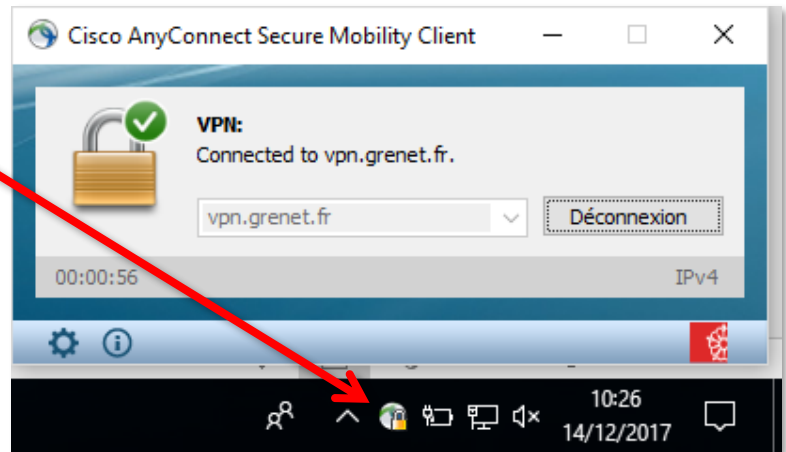 Cisco AnyConnect Secure Mobility Client
VPN:
Connected to vpn.grenet.fr.
vpn.grenet.fr
Déconnexion
00:00:56
IPv4
10:26
14/12/2017